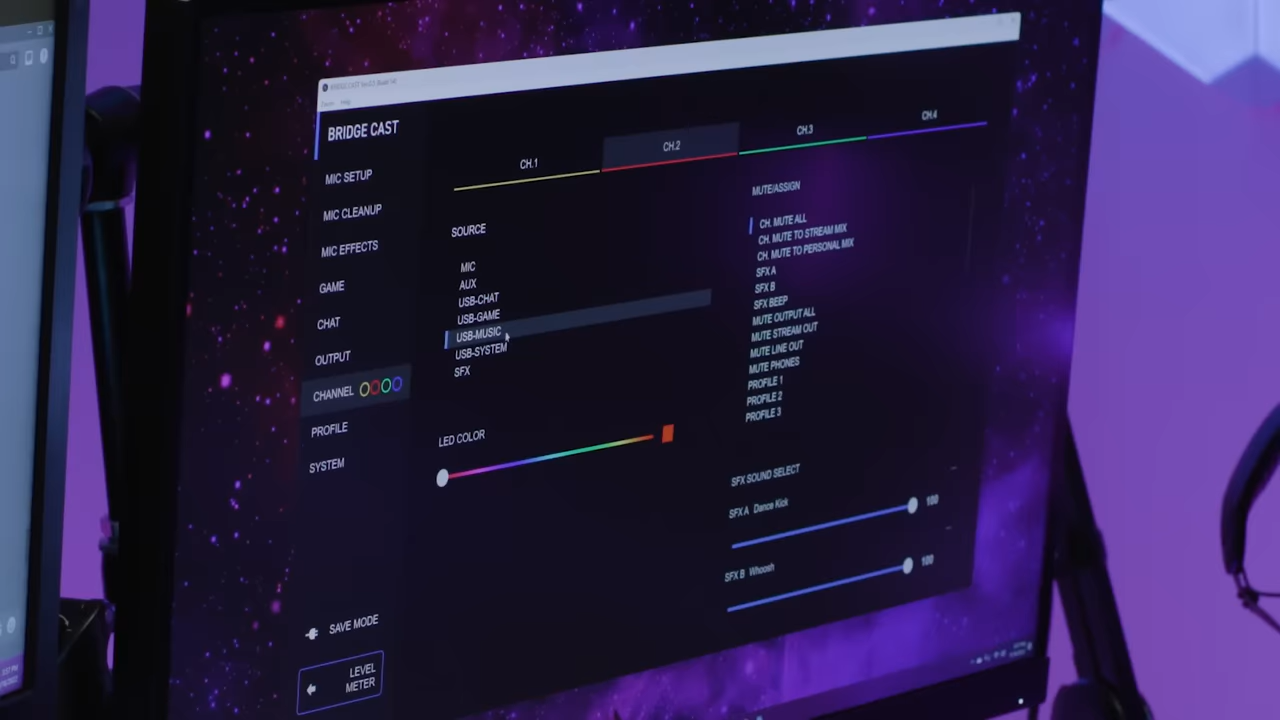 BRIDGE CAST
MIC SETUP
MIC CLEANUP
MIC EFFECTS
GAME
CHAT
OUTPUT
CHANNEL
PROFILE
SYSTEM
SAVE MODE
LEVEL
METER
CH.1
CH.2
CH.3
CH.4
SOURCE
MIC
AUX
USB-CHAT
USB-GAME
USB-MUSIC
USB-SYSTEM
SFX
LED COLOR
MUTE/ASSIGN
CH. MUTE ALL
CH. MUTE TO STREAM MIX
CH. MUTE TO PERSONAL MIX
SFX A
SFX B
SFX BEEP
MUTE OUTPUT ALL
MUTE STREAM OUT
MUTE LINE OUT
MUTE PHONES
PROFILE 1
PROFILE 2
PROFILE 3
SFX SOUND SELECT
SFX A Dance Kick
100
SFX B Whoosh
100